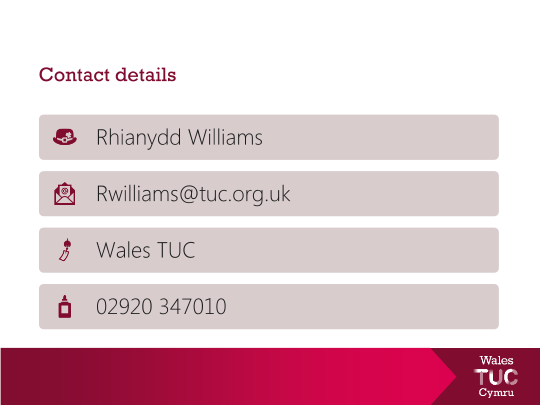 Contact details
Rhianydd Williams
Rwilliams@tuc.org.uk
Wales TUC
02920 347010
Wales
TUC
Cymru